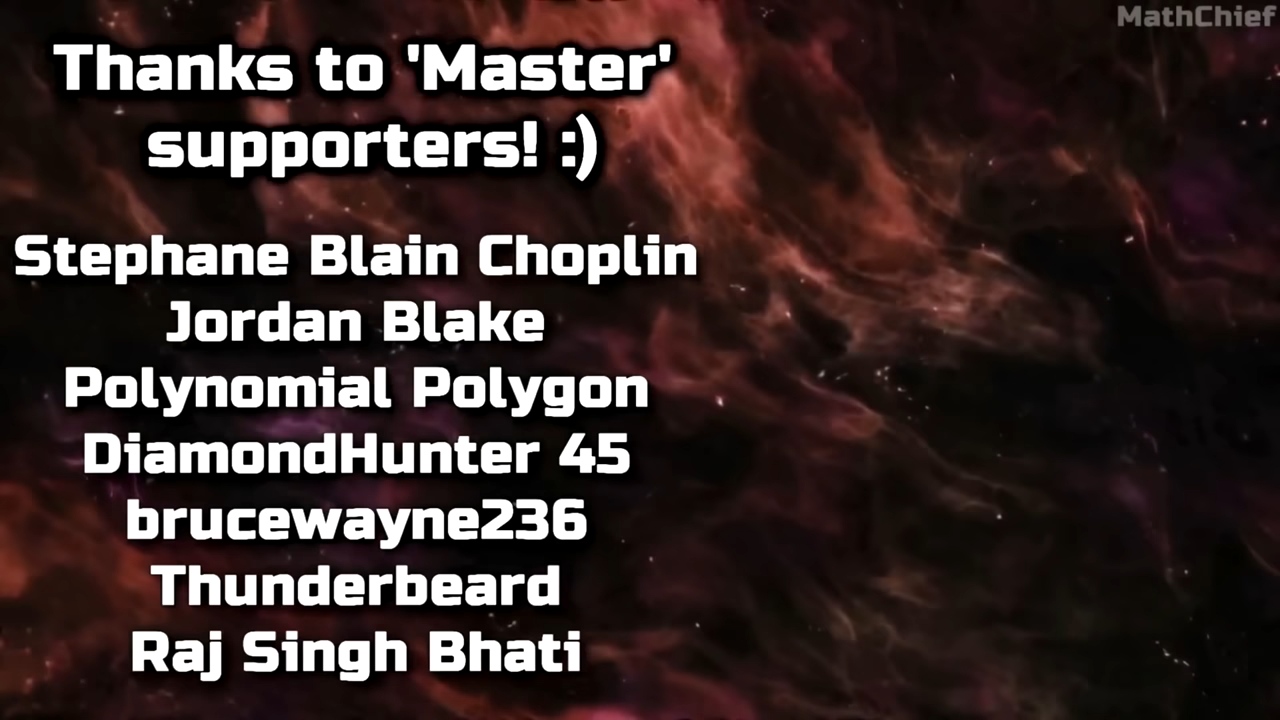 MathChief
Thanks to 'Master'
supporters! :)
Stephane Blain Choplin
Jordan Blake
Polynomial Polygon
DiamondHunter 45
brucewayne236
Thunderbeard
Raj Singh Bhati